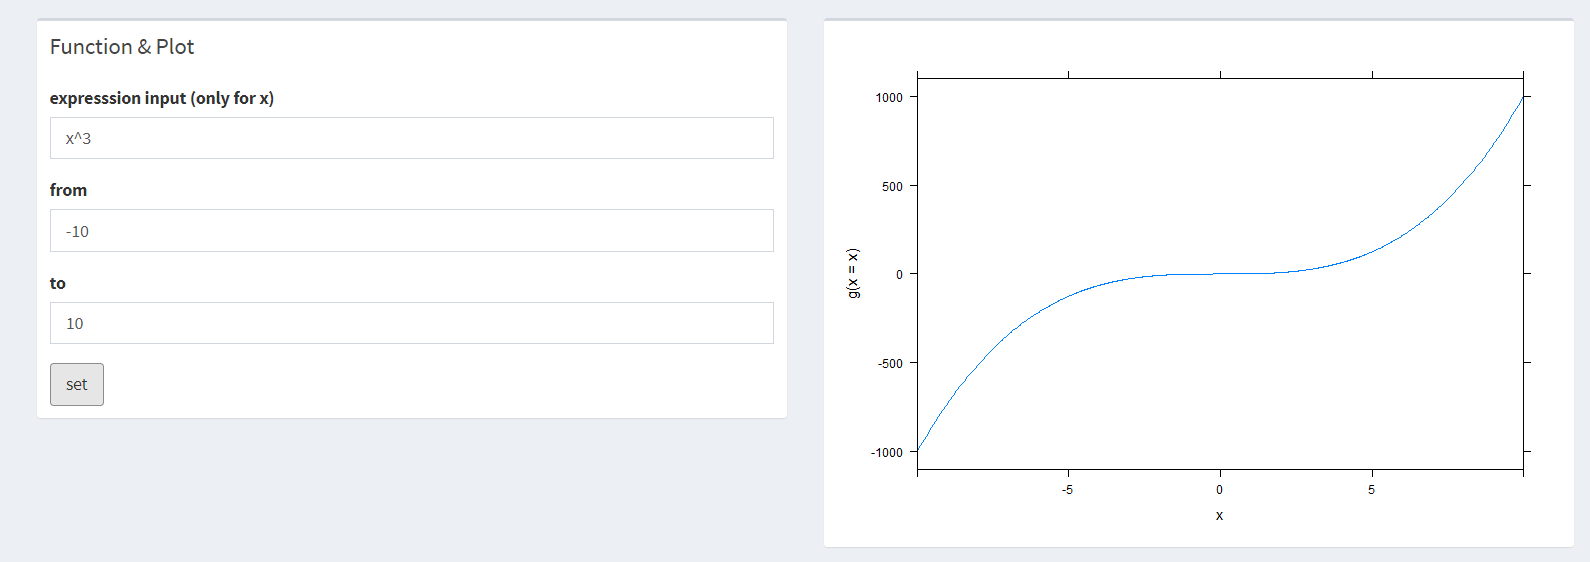 Function & Plot
expresssion input (only for x)
x^3
from
-10
to
10
set
1000
500
0
-500
-1000
g(x = x)
-5
0
5
x